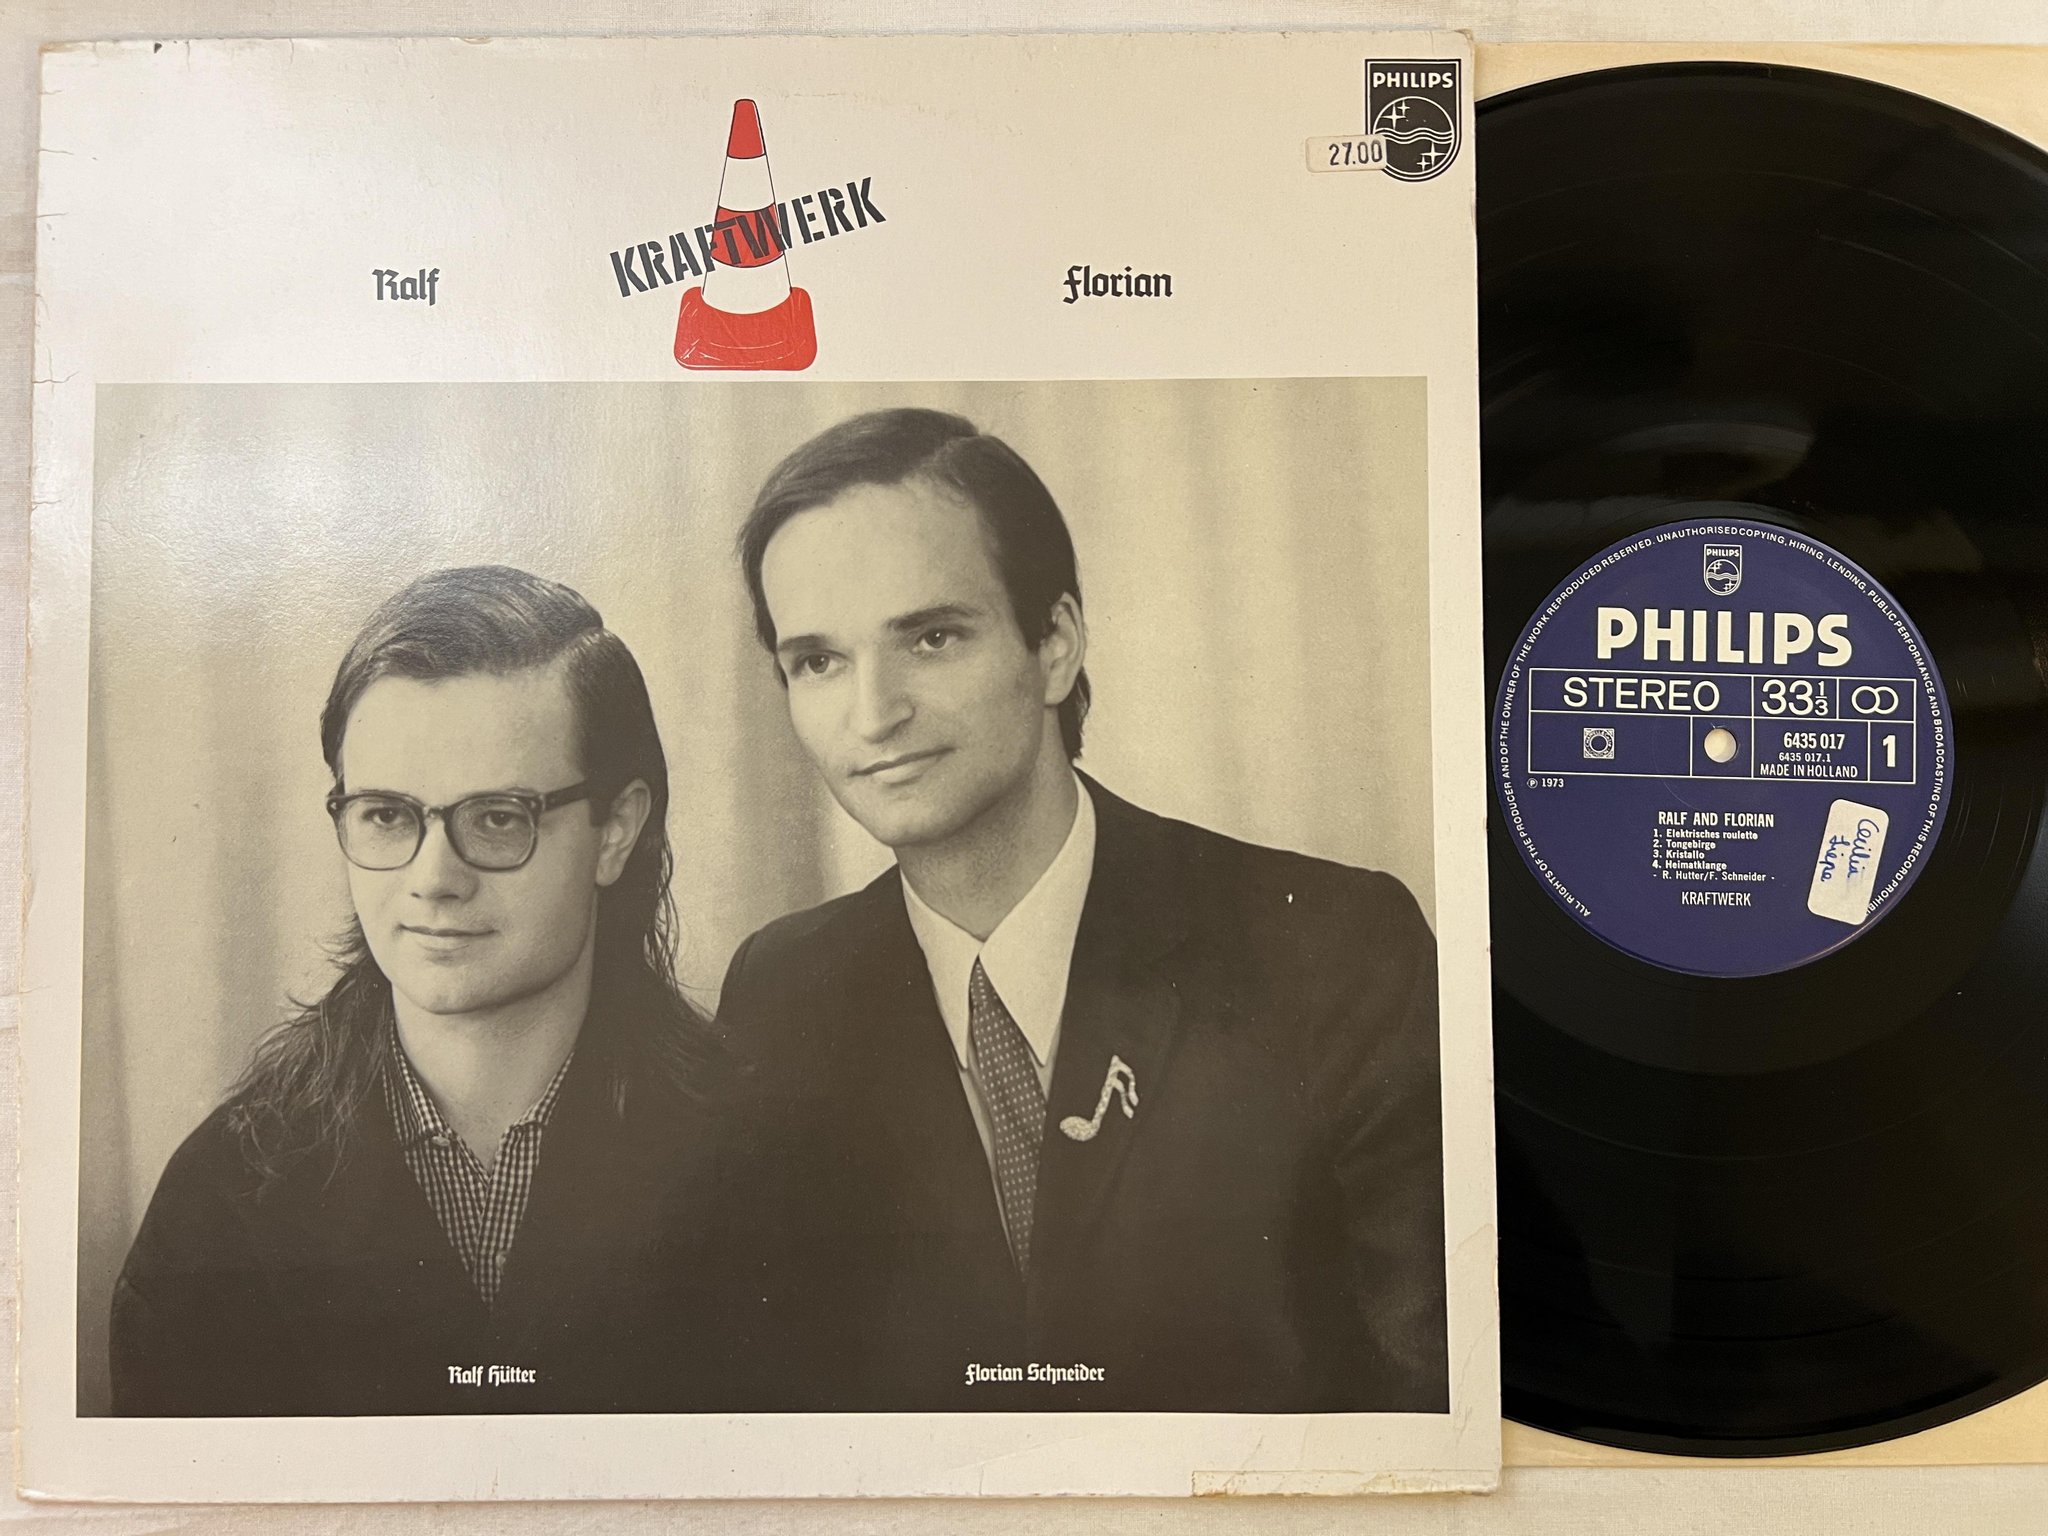 PHILIPS
27.00
KRAFTWERK
Ralf
Florian
Ralf Hütter
Florian Schneider
ALL RIGHTS OF THE PRODUCER AND OF THE OWNER OF THE WORK REPRODUCED RESERVED. UNAUTHORISED COPYING, HIRING, LENDING, PUBLIC PERFORMANCE AND BROADCASTING OF THIS RECORD PROHIBI
PHILIPS
PHILIPS
STEREO 33 1/3
6435 017
6435 017.1
MADE IN HOLLAND
1
℗ 1973
RALF AND FLORIAN
1. Elektrisches roulette
2. Tongebirge
3. Kristallo
4. Heimatklange
- R. Hutter/F. Schneider -
KRAFTWERK